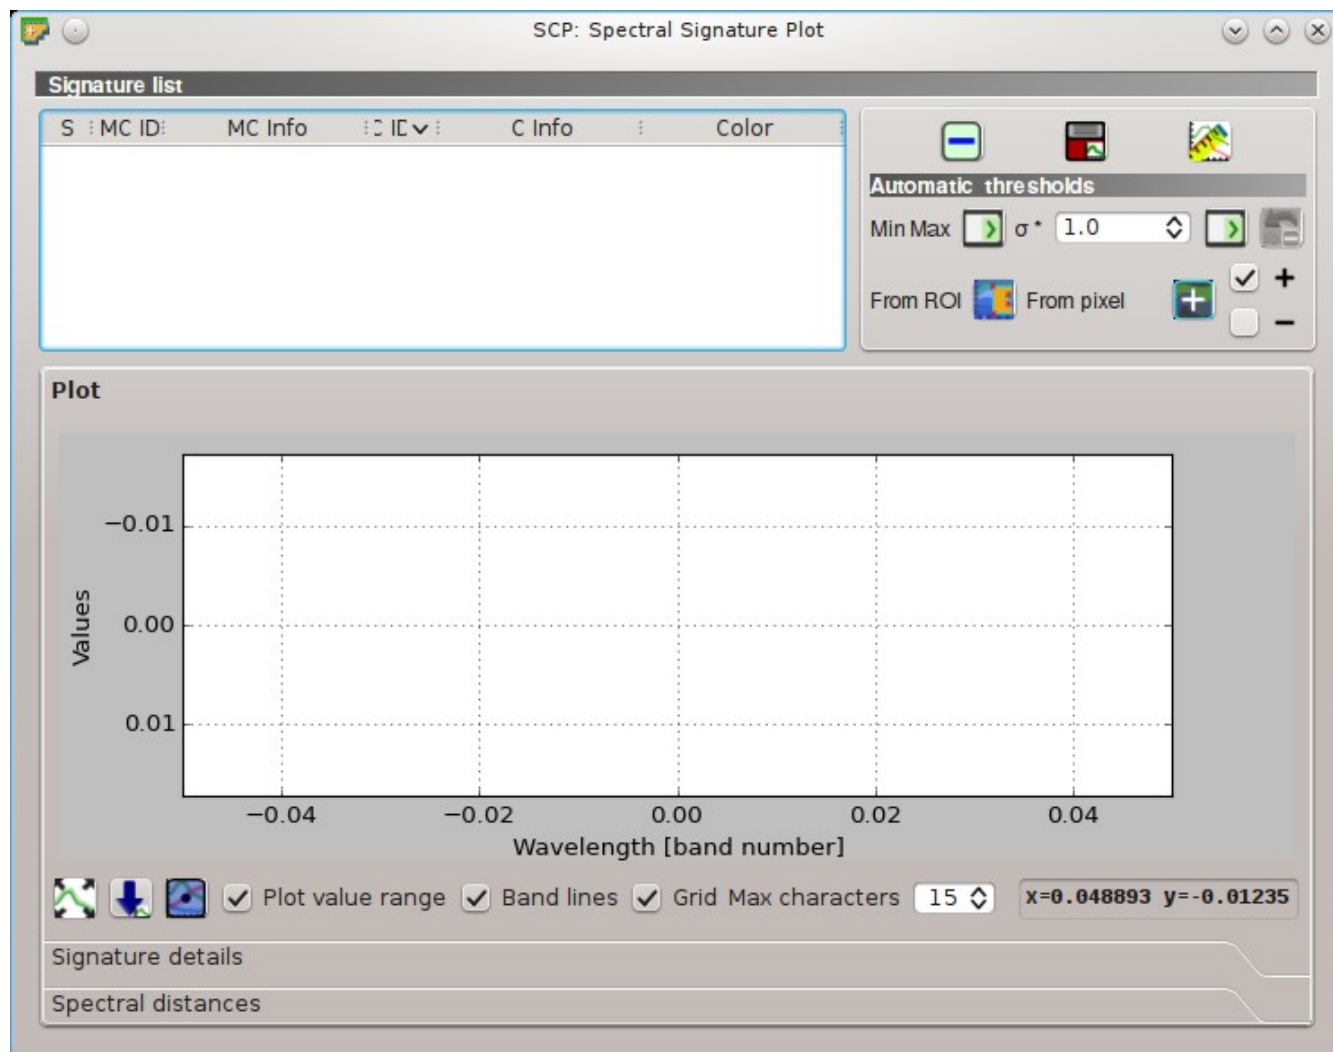 SCP: Spectral Signature Plot
Signature list
S MC ID MC Info C ID C Info Color
Automatic thresholds
Min Max σ* 1.0
From ROI From pixel +
−
Plot
−0.01
0.00
0.01
Values
−0.04 −0.02 0.00 0.02 0.04
Wavelength [band number]
Plot value range Band lines Grid Max characters 15 x=0.048893 y=-0.01235
Signature details
Spectral distances